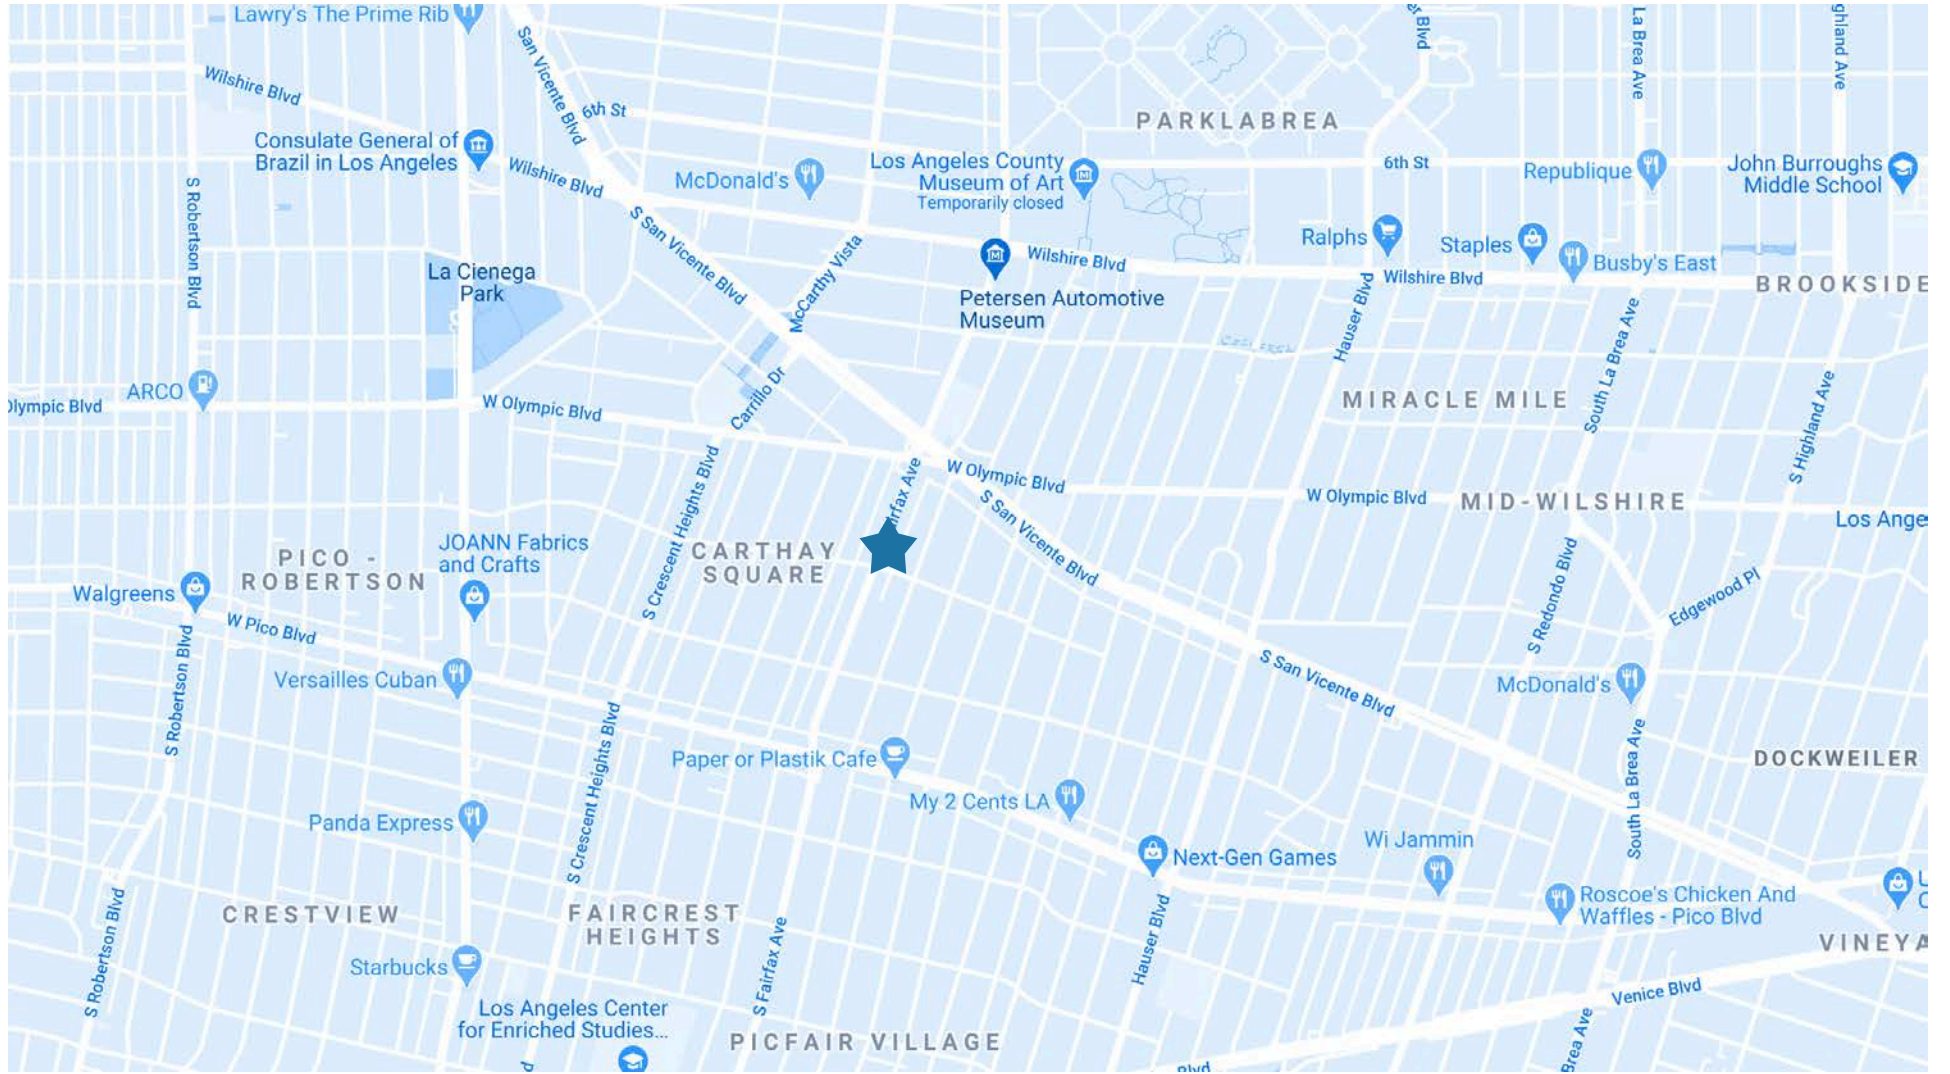 Lawry's The Prime Rib
San Vicente Blvd
La Brea Ave
Wilshire Blvd
6th St
PARKLABREA
Consulate General of
Brazil in Los Angeles
Wilshire Blvd
McDonald's
Los Angeles County
Museum of Art
Temporarily closed
6th St
Republique
John Burroughs
Middle School
S Robertson Blvd
S San Vicente Blvd
McCarthy Vista
Ralphs
Staples
Busby's East
Wilshire Blvd
Wilshire Blvd
BROOKSIDE
La Cienega
Park
Petersen Automotive
Museum
Hauser Blvd
South La Brea Ave
ARCO
Olympic Blvd
W Olympic Blvd
Carrillo Dr
MIRACLE MILE
S Highland Ave
S Crescent Heights Blvd
W Olympic Blvd
W Olympic Blvd
MID-WILSHIRE
Los Ange
S San Vicente Blvd
JOANN Fabrics
and Crafts
PICO -
ROBERTSON
CARTHAY
SQUARE
S Redondo Blvd
Edgewood Pl
Walgreens
W Pico Blvd
S Robertson Blvd
Versailles Cuban
S San Vicente Blvd
McDonald's
S Crescent Heights Blvd
Paper or Plastik Cafe
South La Brea Ave
DOCKWEILER
My 2 Cents LA
Panda Express
Next-Gen Games
Wi Jammin
Roscoe's Chicken And
Waffles - Pico Blvd
CRESTVIEW
FAIRCREST
HEIGHTS
S Robertson Blvd
S Fairfax Ave
Hauser Blvd
VINEYA
Starbucks
Venice Blvd
Los Angeles Center
for Enriched Studies...
PICFAIR VILLAGE
Brea Ave
Blvd